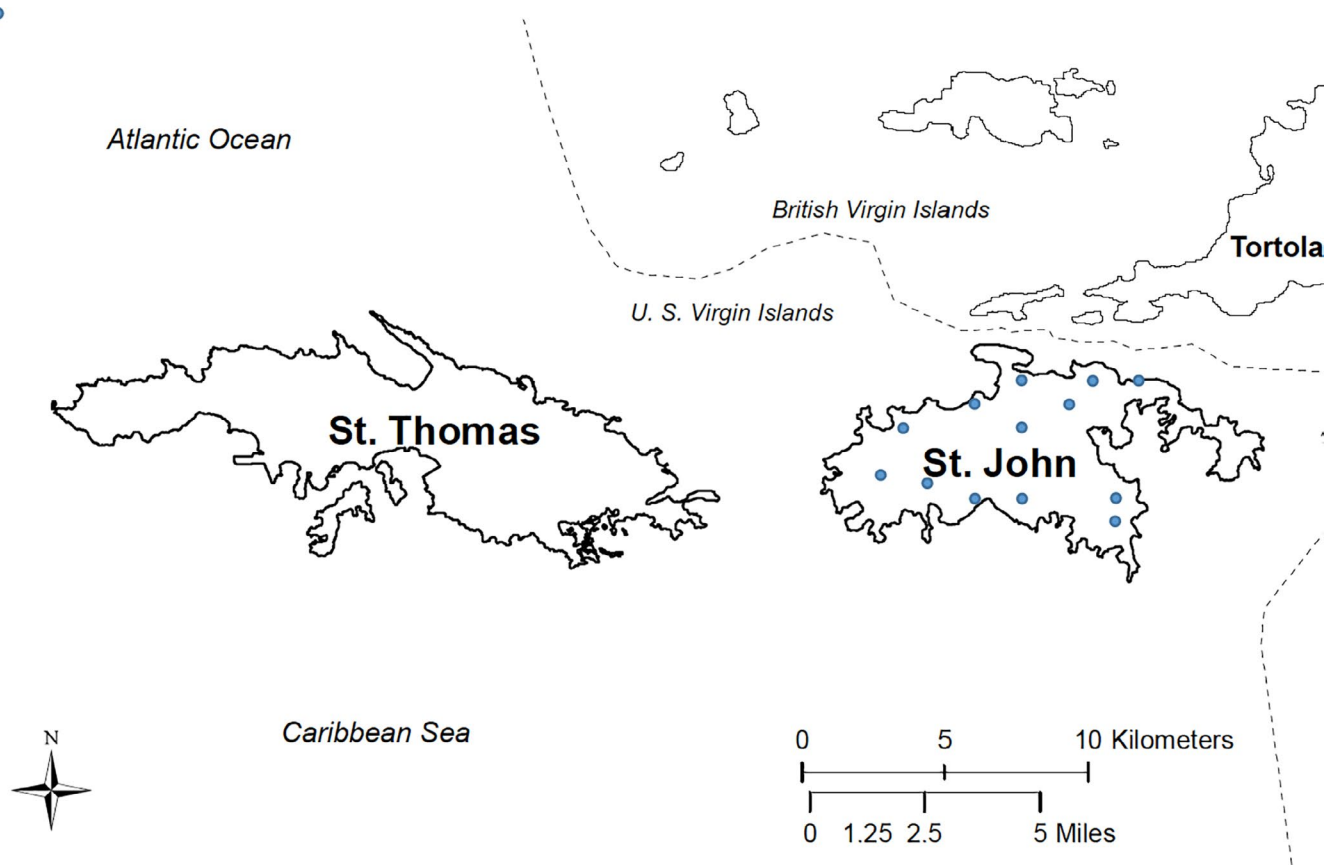 Atlantic Ocean
British Virgin Islands
Tortola
U. S. Virgin Islands
St. Thomas
St. John
Caribbean Sea
N
0 5 10 Kilometers
0 1.25 2.5 5 Miles